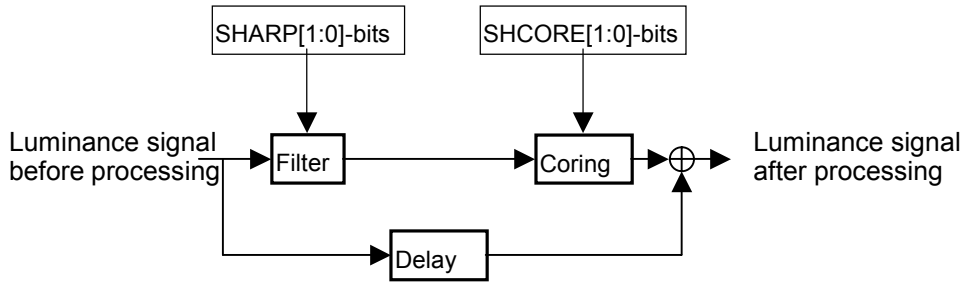 SHARP[1:0]-bits
SHCORE[1:0]-bits
Luminance signal
before processing
Filter
Coring
Luminance signal
after processing
Delay